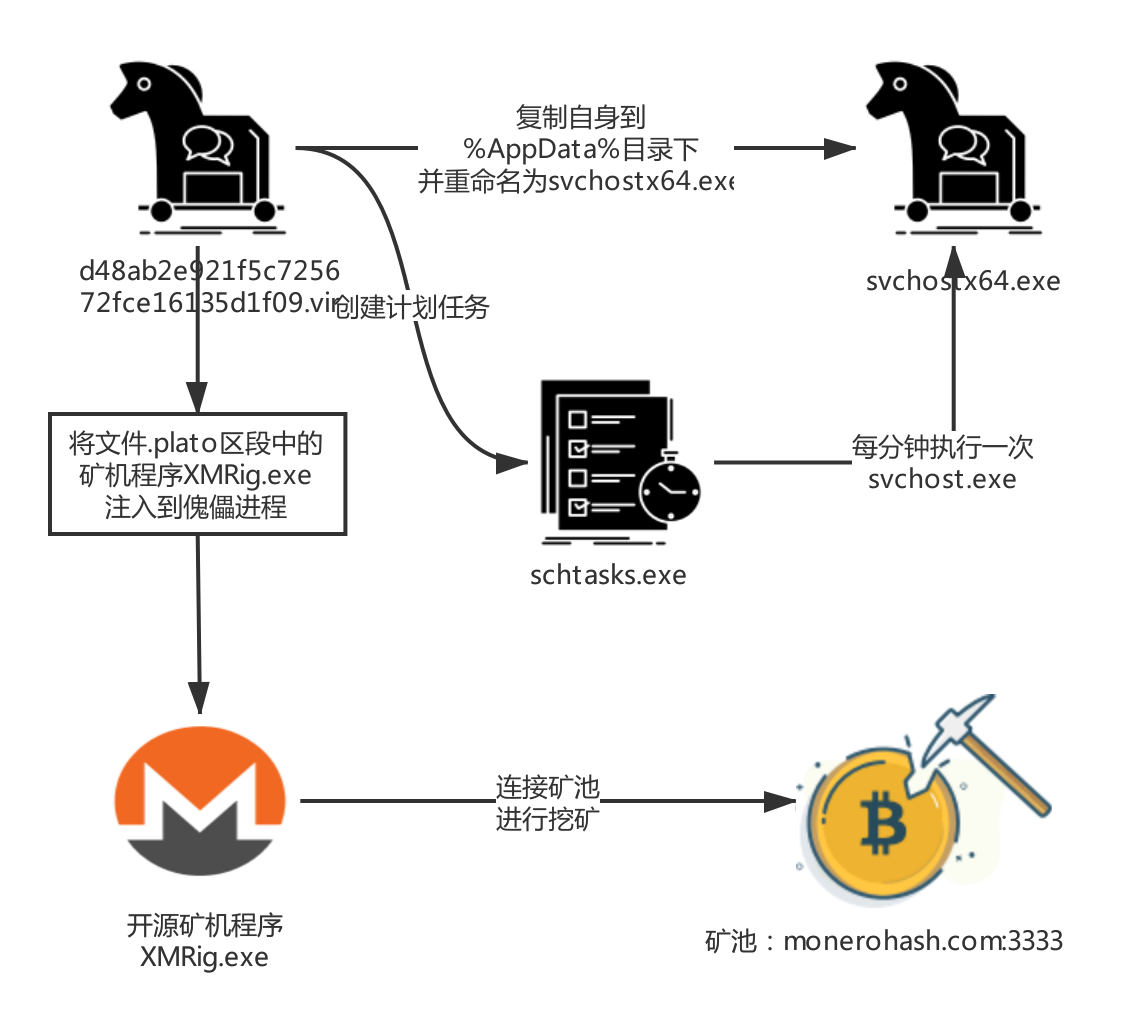 复制自身到
%AppData%目录下
并重命名为svchostx64.exe
d48ab2e921f5c7256
72fce16135d1f09.vir
创建计划任务
svchostx64.exe
将文件.plato区段中的
矿机程序XMRig.exe
注入到傀儡进程
每分钟执行一次
svchost.exe
schtasks.exe
连接矿池
进行挖矿
开源矿机程序
XMRig.exe
矿池：monerohash.com:3333